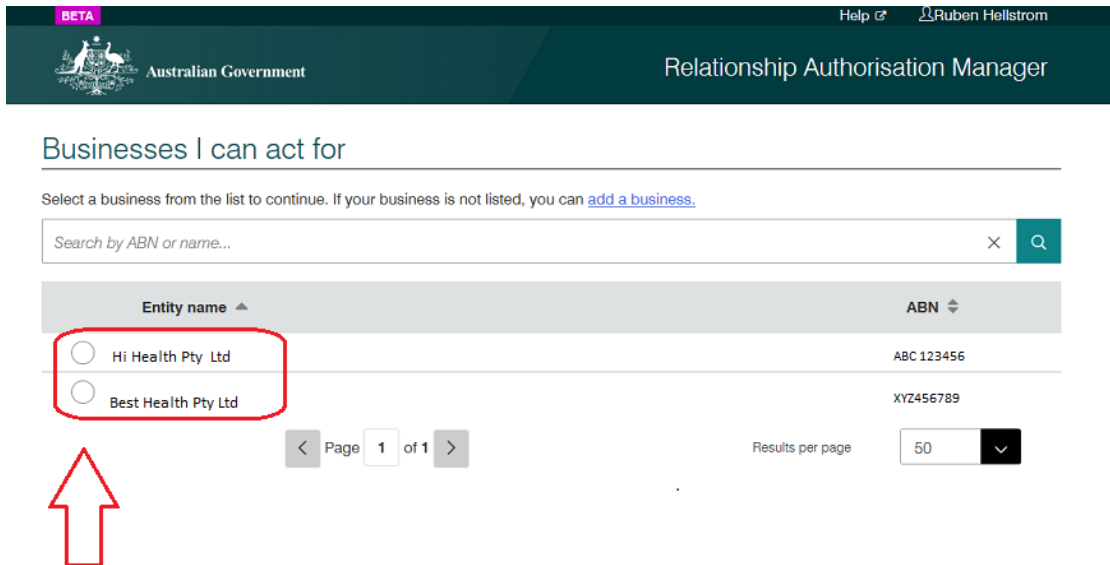 BETA
Help Ruben Hellstrom
Australian Government
Relationship Authorisation Manager
Businesses I can act for
Select a business from the list to continue. If your business is not listed, you can add a business.
Search by ABN or name...
Entity name ABN
Hi Health Pty Ltd ABC 123456
Best Health Pty Ltd XYZ456789
Page 1 of 1 Results per page 50